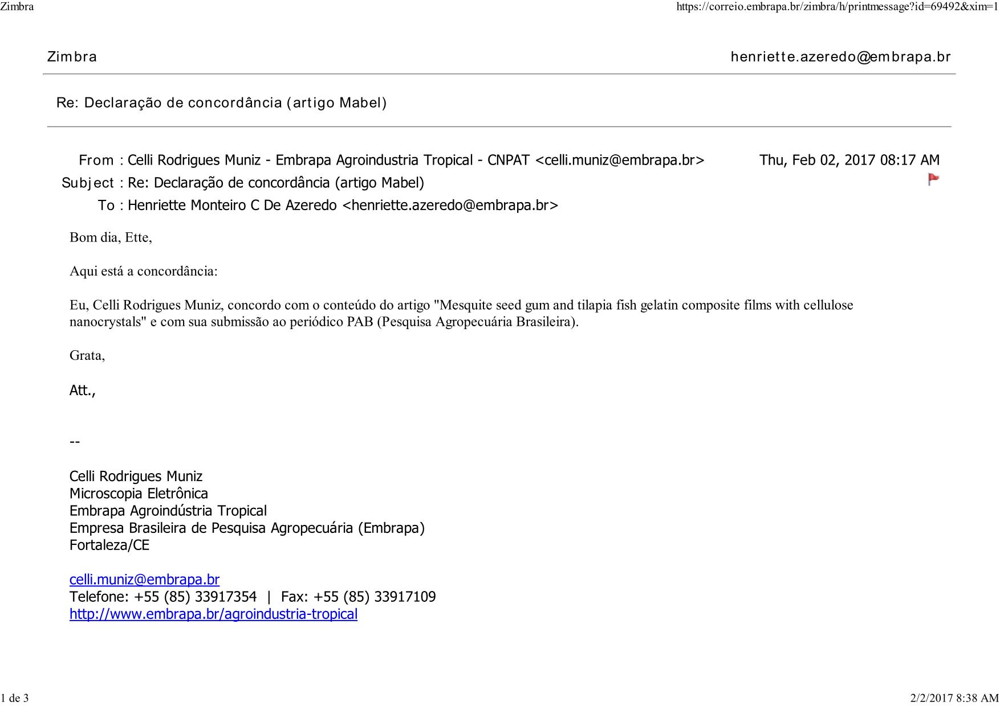 Zimbra https://correio.embrapa.br/zimbra/h/printmessage?id=69492&xim=1
Zimbra henriette.azeredo@embrapa.br
Re: Declaração de concordância (artigo Mabel)
From : Celli Rodrigues Muniz - Embrapa Agroindustria Tropical - CNPAT <celli.muniz@embrapa.br> Thu, Feb 02, 2017 08:17 AM
Subject : Re: Declaração de concordância (artigo Mabel)
To : Henriette Monteiro C De Azeredo <henriette.azeredo@embrapa.br>
Bom dia, Ette,
Aqui está a concordância:
Eu, Celli Rodrigues Muniz, concordo com o conteúdo do artigo "Mesquite seed gum and tilapia fish gelatin composite films with cellulose
nanocrystals" e com sua submissão ao periódico PAB (Pesquisa Agropecuária Brasileira).
Grata,
Att.,
--
Celli Rodrigues Muniz
Microscopia Eletrônica
Embrapa Agroindústria Tropical
Empresa Brasileira de Pesquisa Agropecuária (Embrapa)
Fortaleza/CE
celli.muniz@embrapa.br
Telefone: +55 (85) 33917354 | Fax: +55 (85) 33917109
http://www.embrapa.br/agroindustria-tropical
1 de 3 2/2/2017 8:38 AM